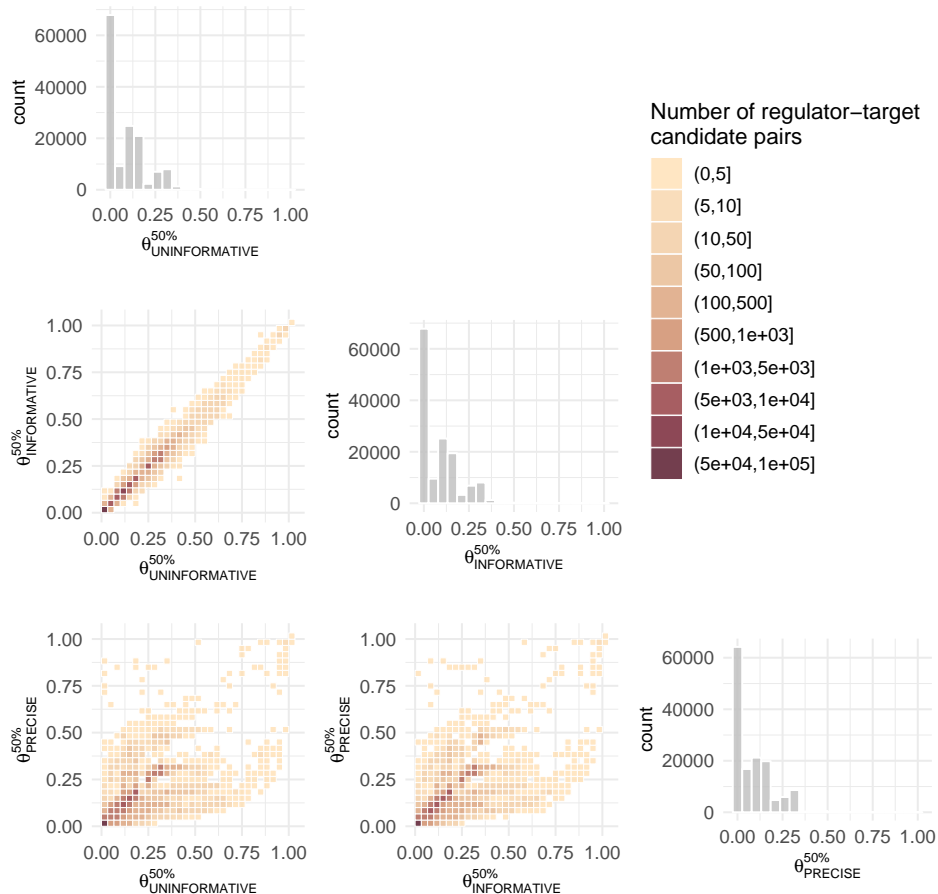 60000
40000
20000
0
count
0.00 0.25 0.50 0.75 1.00
θ50%UNINFORMATIVE
Number of regulator−target
candidate pairs
(0,5]
(5,10]
(10,50]
(50,100]
(100,500]
(500,1e+03]
(1e+03,5e+03]
(5e+03,1e+04]
(1e+04,5e+04]
(5e+04,1e+05]
1.00
0.75
0.50
0.25
0.00
θ50%INFORMATIVE
0.00 0.25 0.50 0.75 1.00
θ50%UNINFORMATIVE
60000
40000
20000
0
count
0.00 0.25 0.50 0.75 1.00
θ50%INFORMATIVE
1.00
0.75
0.50
0.25
0.00
θ50%PRECISE
0.00 0.25 0.50 0.75 1.00
θ50%UNINFORMATIVE
1.00
0.75
0.50
0.25
0.00
θ50%PRECISE
0.00 0.25 0.50 0.75 1.00
θ50%INFORMATIVE
60000
40000
20000
0
count
0.00 0.25 0.50 0.75 1.00
θ50%PRECISE